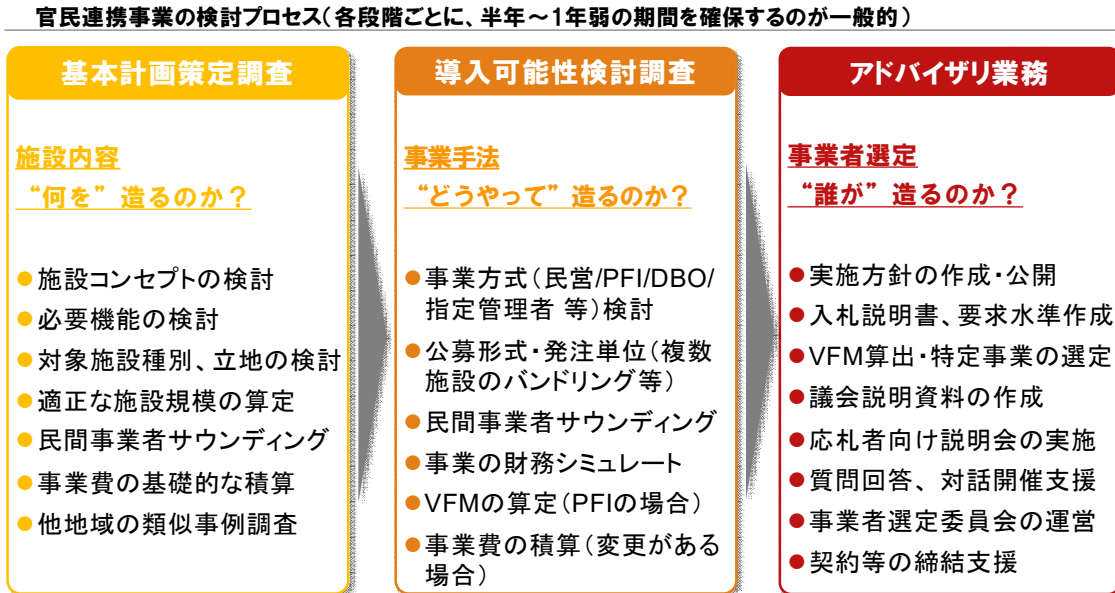 官民連携事業の検討プロセス（各段階ごとに、半年～1年弱の期間を確保するのが一般的）
基本計画策定調査
施設内容
“何を”造るのか？
●施設コンセプトの検討
●必要機能の検討
●対象施設種別、立地の検討
●適正な施設規模の算定
●民間事業者サウンディング
●事業費の基礎的な積算
●他地域の類似事例調査
導入可能性検討調査
事業手法
“どうやって”造るのか？
●事業方式（民営/PFI/DBO/
指定管理者 等）検討
●公募形式・発注単位（複数
施設のバンドリング等）
●民間事業者サウンディング
●事業の財務シミュレート
●VFMの算定（PFIの場合）
●事業費の積算（変更がある
場合）
アドバイザリ業務
事業者選定
“誰が”造るのか？
●実施方針の作成・公開
●入札説明書、要求水準作成
●VFM算出・特定事業の選定
●議会説明資料の作成
●応札者向け説明会の実施
●質問回答、対話開催支援
●事業者選定委員会の運営
●契約等の締結支援